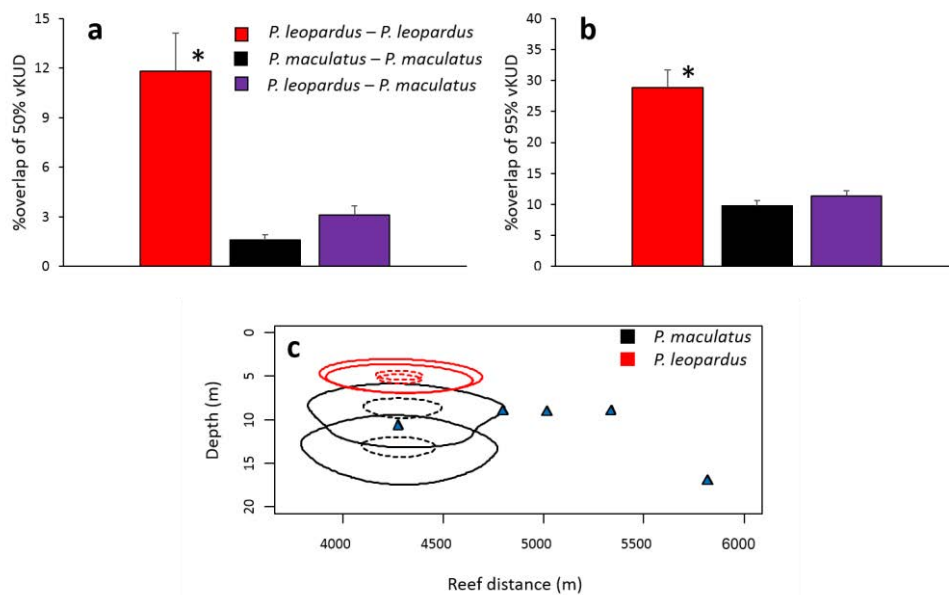 a
P. leopardus – P. leopardus
P. maculatus – P. maculatus
P. leopardus – P. maculatus
*
15
12
9
6
3
0
%overlap of 50% vKUD
b
*
40
35
30
25
20
15
10
5
0
%overlap of 95% vKUD
c
P. maculatus
P. leopardus
0
5
10
15
20
Depth (m)
4000 4500 5000 5500 6000
Reef distance (m)